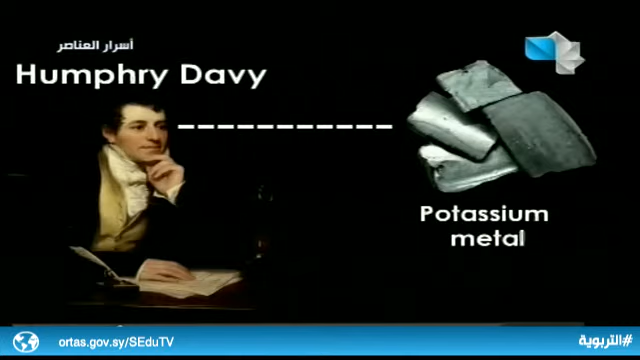 أسرار العناصر
Humphry Davy
Potassium
metal
ortas.gov.sy/SEduTV
#التربوية